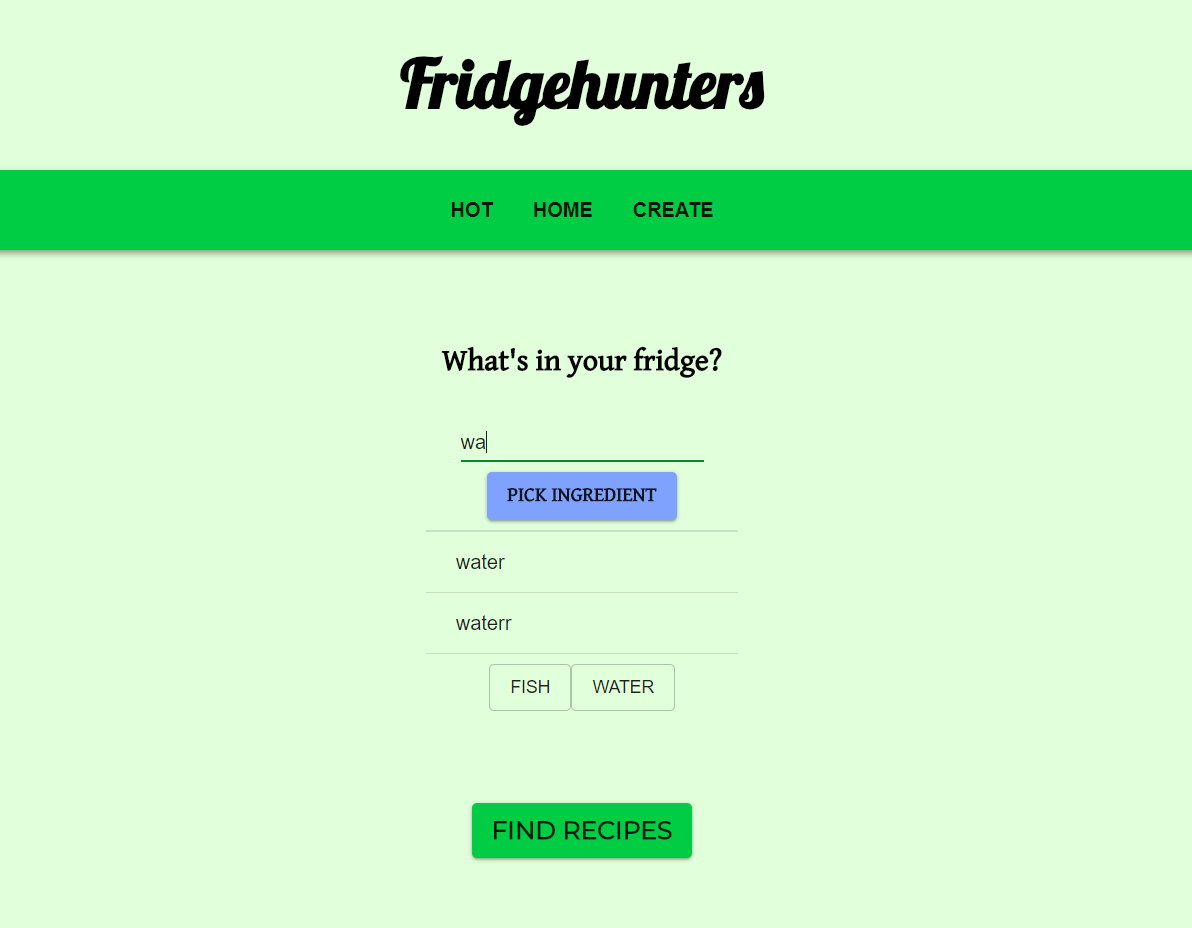 Fridgehunters
HOT HOME CREATE
What's in your fridge?
wa
PICK INGREDIENT
water
waterr
FISH WATER
FIND RECIPES